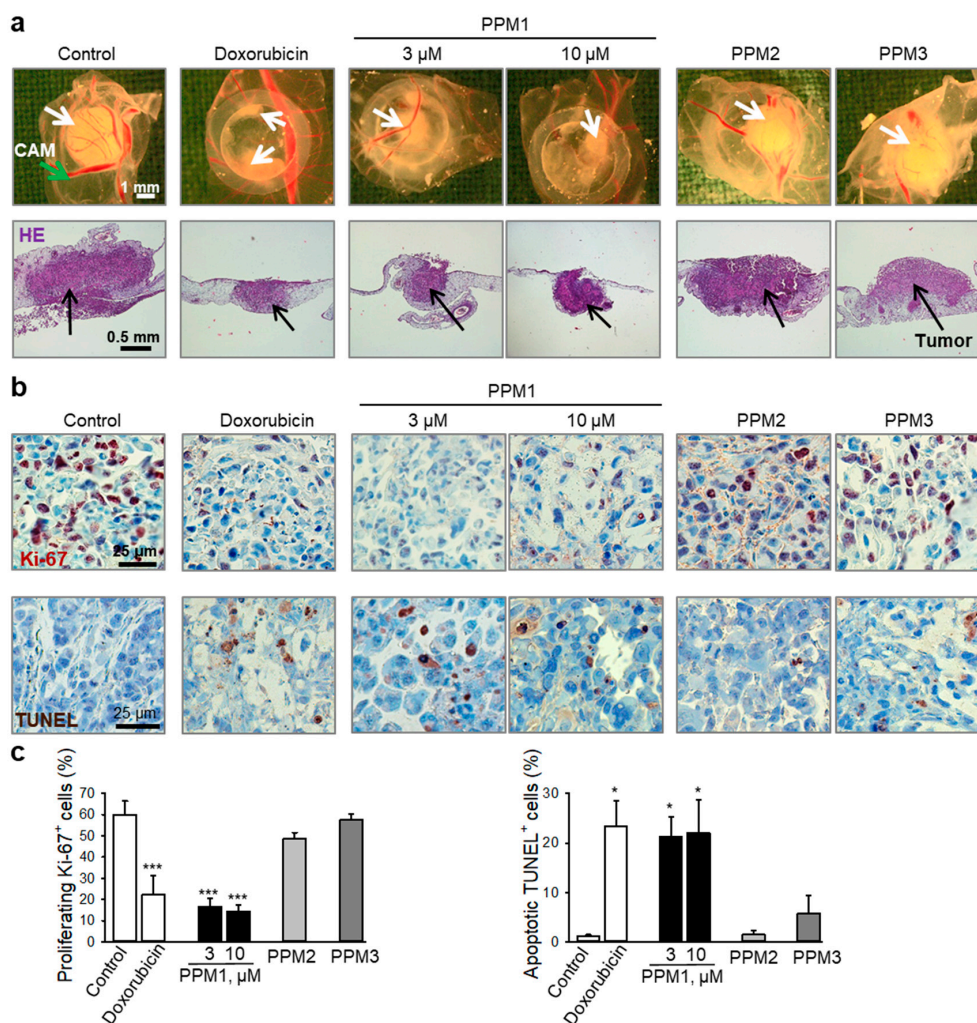 a
PPM1
Control Doxorubicin 3 µM 10 µM PPM2 PPM3
CAM
1 mm
HE
0.5 mm
Tumor
b
PPM1
Control Doxorubicin 3 µM 10 µM PPM2 PPM3
Ki-67
25 µm
TUNEL
25 µm
c
Proliferating Ki-67⁺ cells (%)
70
60
50
40
30
20
10
0
***
*** ***
Control
Doxorubicin
3 10
PPM1, µM
PPM2
PPM3
Apoptotic TUNEL⁺ cells (%)
30
20
10
0
*
* *
Control
Doxorubicin
3 10
PPM1, µM
PPM2
PPM3